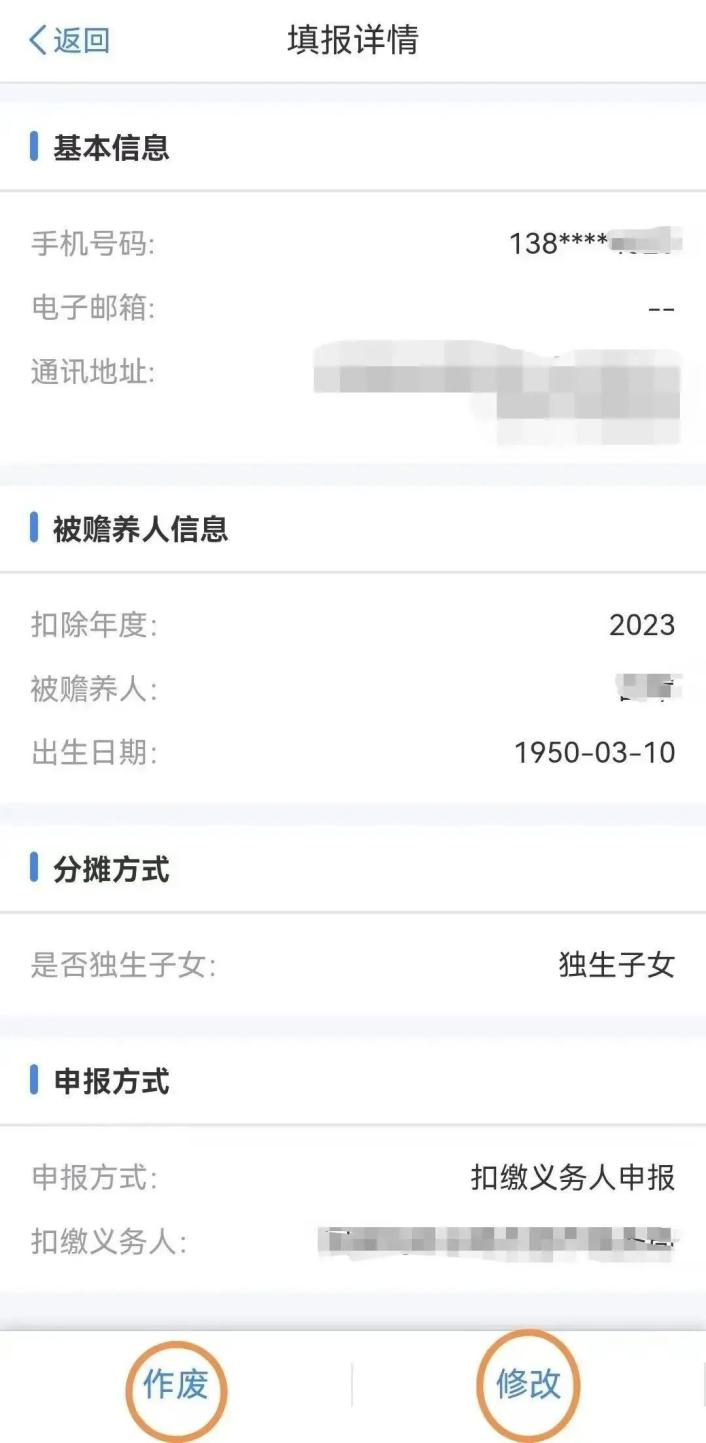 返回 填报详情
基本信息
手机号码: 138****
电子邮箱: --
通讯地址:
被赡养人信息
扣除年度: 2023
被赡养人:
出生日期: 1950-03-10
分摊方式
是否独生子女: 独生子女
申报方式
申报方式: 扣缴义务人申报
扣缴义务人:
作废 修改